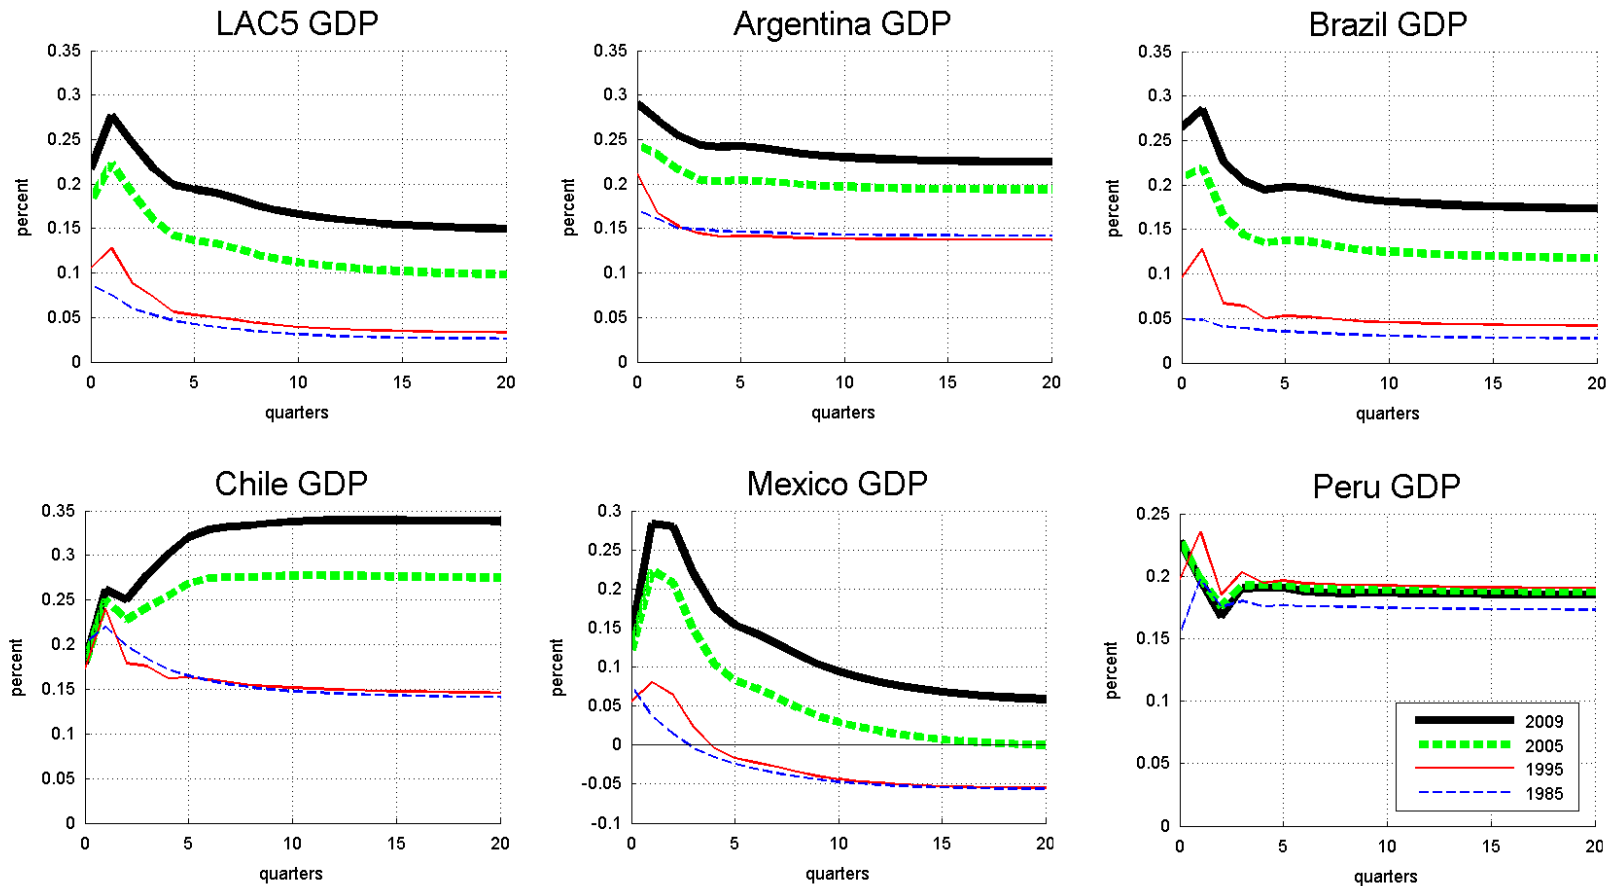 LAC5 GDP
0.35
0.3
0.25
0.2
0.15
0.1
0.05
0
percent
0 5 10 15 20
quarters
Argentina GDP
0.35
0.3
0.25
0.2
0.15
0.1
0.05
0
percent
0 5 10 15 20
quarters
Brazil GDP
0.35
0.3
0.25
0.2
0.15
0.1
0.05
0
percent
0 5 10 15 20
quarters
Chile GDP
0.35
0.3
0.25
0.2
0.15
0.1
0.05
0
percent
0 5 10 15 20
quarters
Mexico GDP
0.3
0.25
0.2
0.15
0.1
0.05
0
-0.05
-0.1
percent
0 5 10 15 20
quarters
Peru GDP
0.25
0.2
0.15
0.1
0.05
0
percent
0 5 10 15 20
quarters
2009
2005
1995
1985